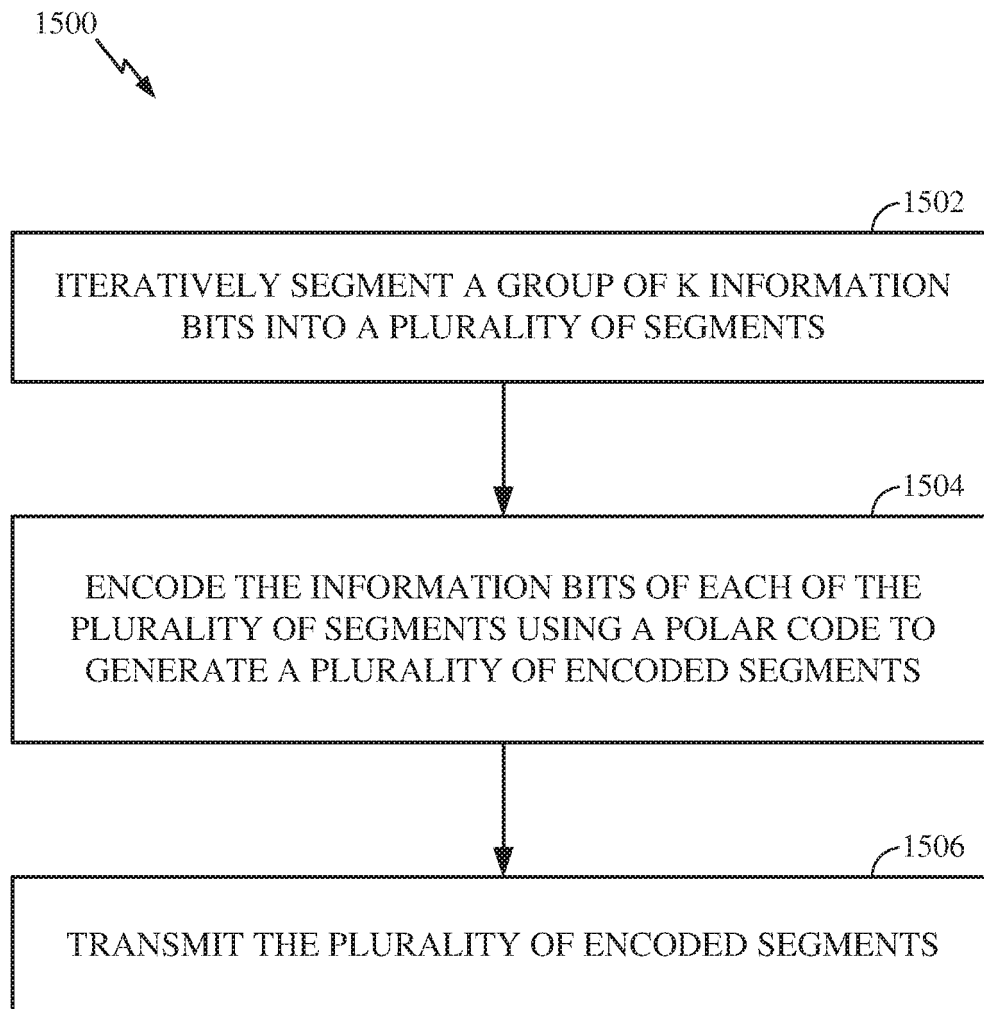 1500
1502
ITERATIVELY SEGMENT A GROUP OF K INFORMATION
BITS INTO A PLURALITY OF SEGMENTS
1504
ENCODE THE INFORMATION BITS OF EACH OF THE
PLURALITY OF SEGMENTS USING A POLAR CODE TO
GENERATE A PLURALITY OF ENCODED SEGMENTS
1506
TRANSMIT THE PLURALITY OF ENCODED SEGMENTS